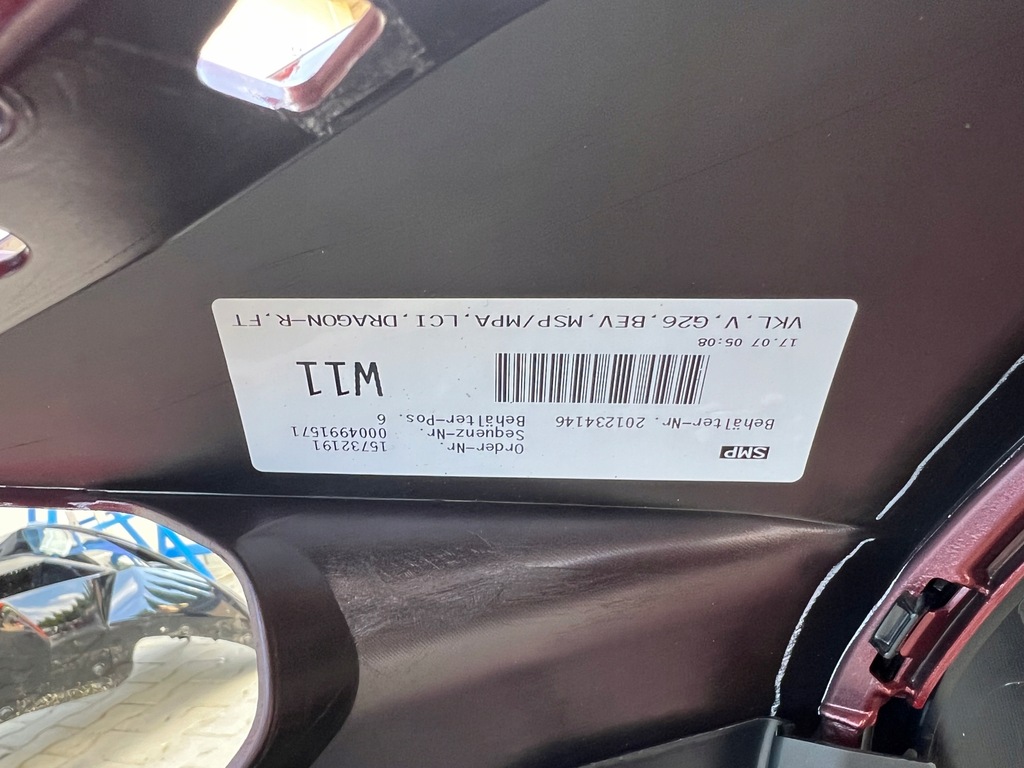 SMP
Order-Nr. 15732191
Sequenz-Nr. 0004991571
Behälter-Nr. 201234146 Behälter-Pos. 6
W11
17.07 05:08
VKL,V,G26,BEV,MSP/MPA,LCI,DRAGON-R,FT